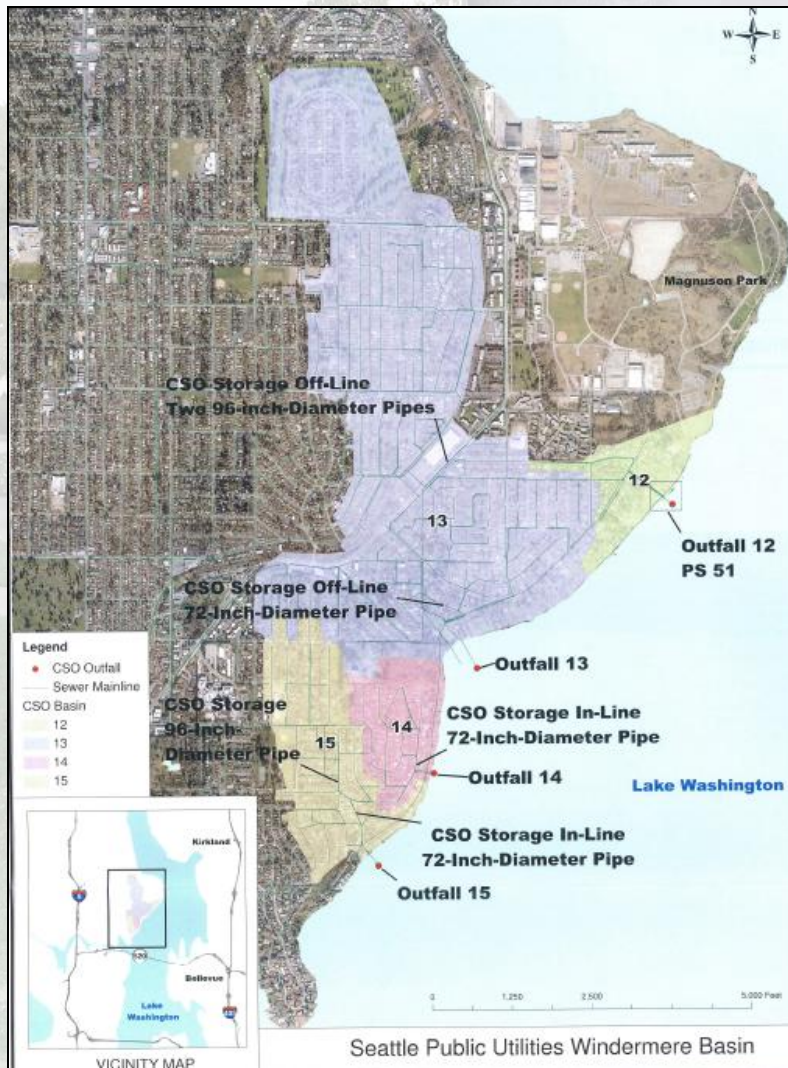 N
W E
S
Magnuson Park
CSO Storage Off-Line
Two 96-inch-Diameter Pipes
12
13
Outfall 12
PS 51
CSO Storage Off-Line
72-Inch-Diameter Pipe
Outfall 13
Legend
CSO Outfall
Sewer Mainline
CSO Basin
12
13
14
15
CSO Storage
96-Inch-
Diameter Pipe
15
14
CSO Storage In-Line
72-Inch-Diameter Pipe
Outfall 14
Lake Washington
CSO Storage In-Line
72-Inch-Diameter Pipe
Outfall 15
Kirkland
520
Bellevue
Lake
Washington
VICINITY MAP
0 1,250 2,500 5,000 Feet
Seattle Public Utilities Windermere Basin